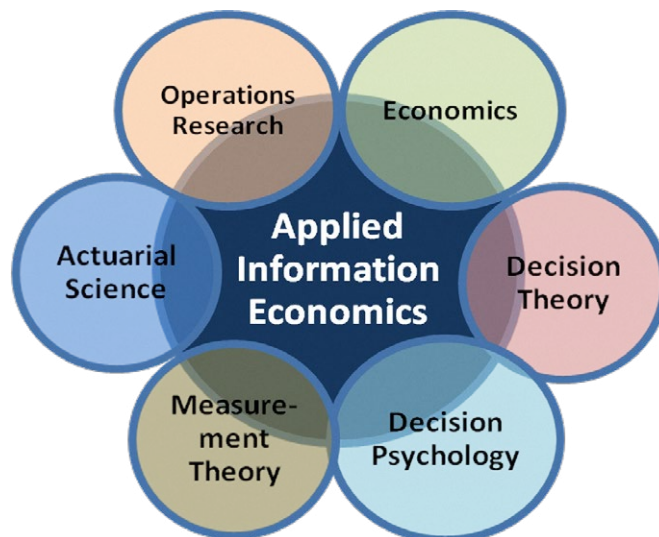 Operations
Research
Economics
Actuarial
Science
Applied
Information
Economics
Decision
Theory
Measure-
ment
Theory
Decision
Psychology